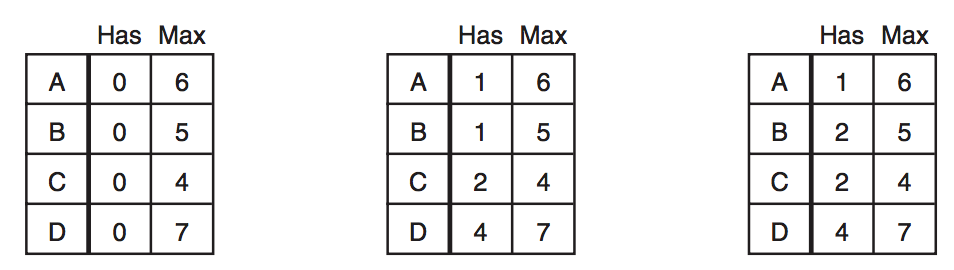 Has Max
A 0 6
B 0 5
C 0 4
D 0 7
Has Max
A 1 6
B 1 5
C 2 4
D 4 7
Has Max
A 1 6
B 2 5
C 2 4
D 4 7